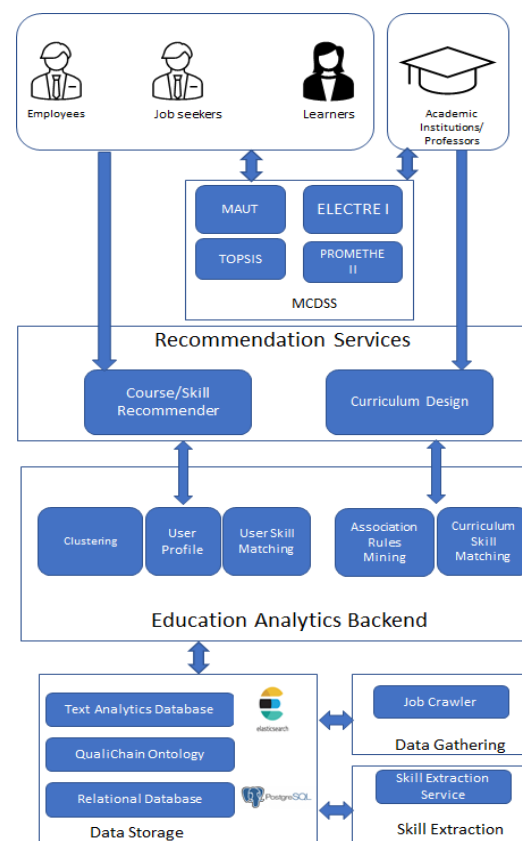 Employees
Job seekers
Learners
Academic
Institutions/
Professors
MAUT
ELECTRE I
TOPSIS
PROMETHE
II
MCDSS
Recommendation Services
Course/Skill
Recommender
Curriculum Design
Clustering
User
Profile
User Skill
Matching
Association
Rules
Mining
Curriculum
Skill
Matching
Education Analytics Backend
Text Analytics Database
elasticsearch
QualiChain Ontology
Relational Database
PostgreSQL
Data Storage
Job Crawler
Data Gathering
Skill Extraction
Service
Skill Extraction